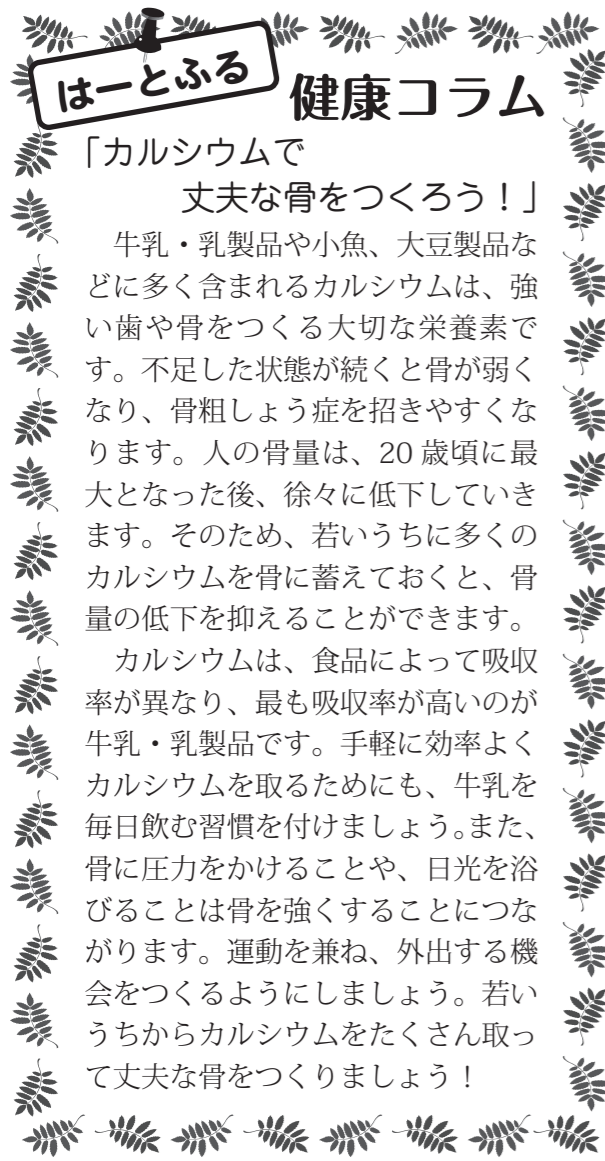 はーとふる
健康コラム
「カルシウムで
丈夫な骨をつくろう！」
　牛乳・乳製品や小魚、大豆製品な
どに多く含まれるカルシウムは、強
い歯や骨をつくる大切な栄養素で
す。不足した状態が続くと骨が弱く
なり、骨粗しょう症を招きやすくな
ります。人の骨量は、20 歳頃に最
大となった後、徐々に低下していき
ます。そのため、若いうちに多くの
カルシウムを骨に蓄えておくと、骨
量の低下を抑えることができます。
　カルシウムは、食品によって吸収
率が異なり、最も吸収率が高いのが
牛乳・乳製品です。手軽に効率よく
カルシウムを取るためにも、牛乳を
毎日飲む習慣を付けましょう。また、
骨に圧力をかけることや、日光を浴
びることは骨を強くすることにつな
がります。運動を兼ね、外出する機
会をつくるようにしましょう。若い
うちからカルシウムをたくさん取っ
て丈夫な骨をつくりましょう！